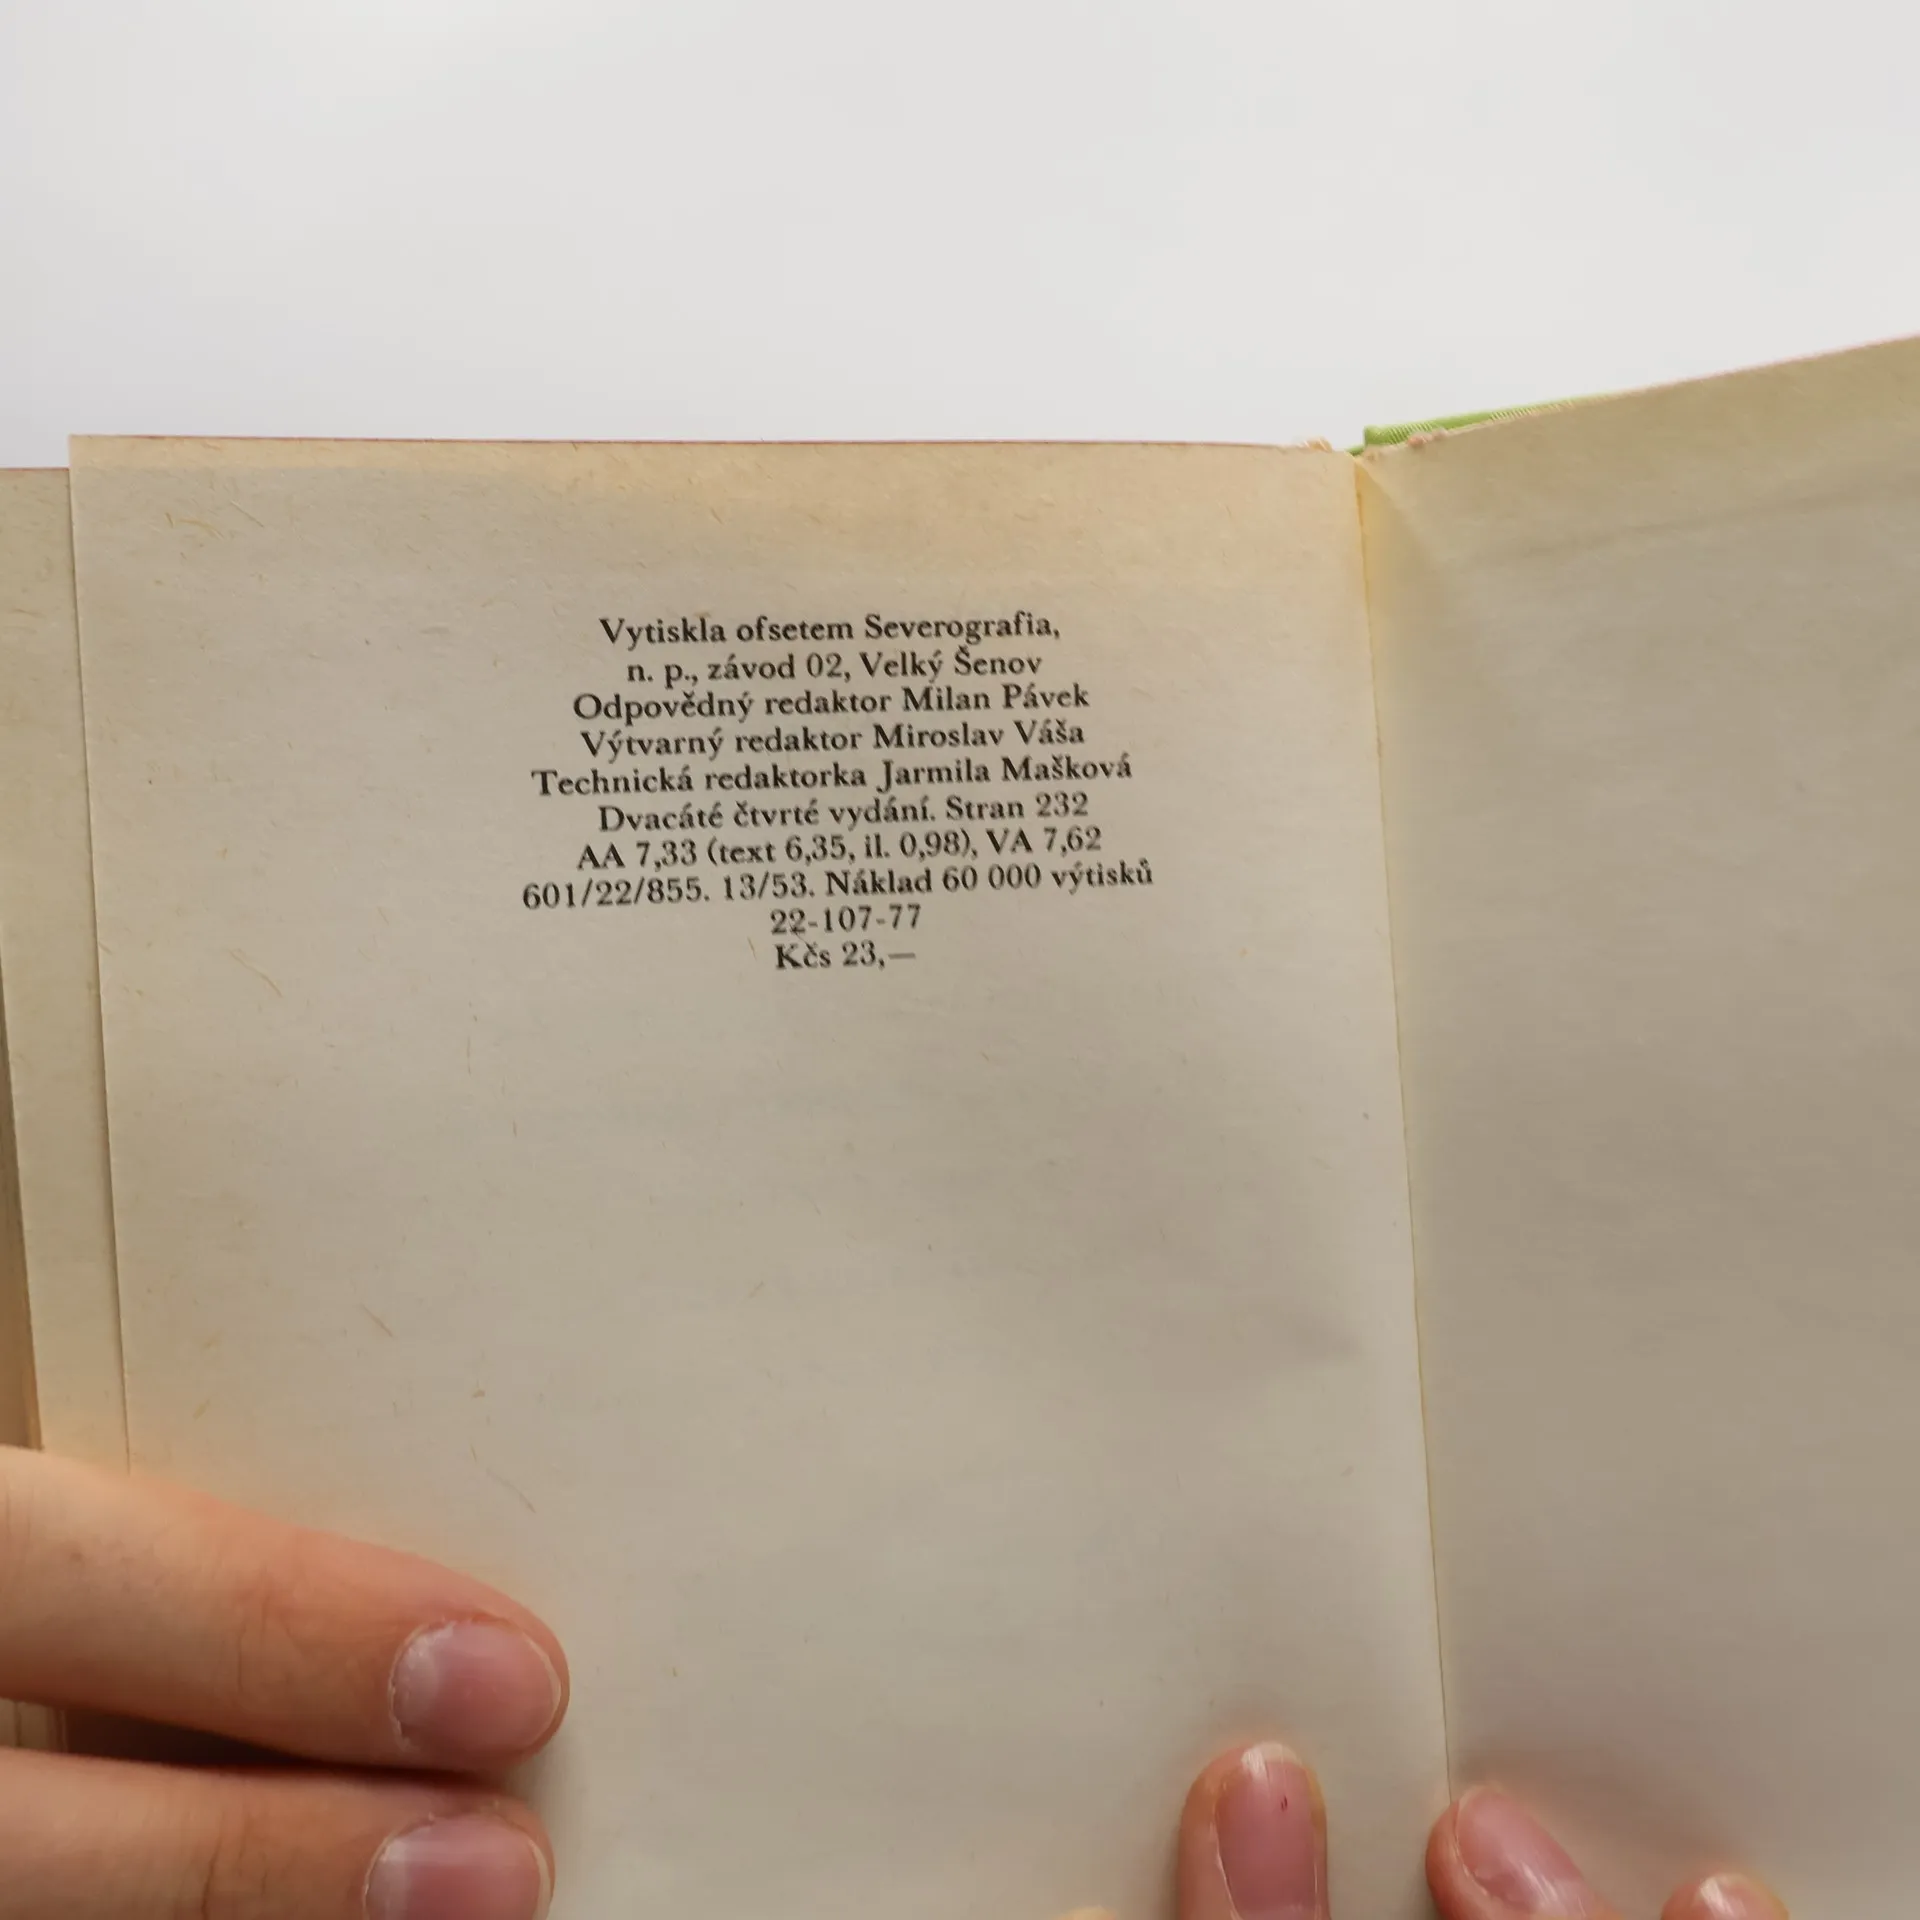 Vytiskla ofsetem Severografia,
n. p., závod 02, Velký Šenov
Odpovědný redaktor Milan Pávek
Výtvarný redaktor Miroslav Váša
Technická redaktorka Jarmila Mašková
Dvacáté čtvrté vydání. Stran 232
AA 7,33 (text 6,35, il. 0,98), VA 7,62
601/22/855. 13/53. Náklad 60 000 výtisků
22-107-77
Kčs 23,—